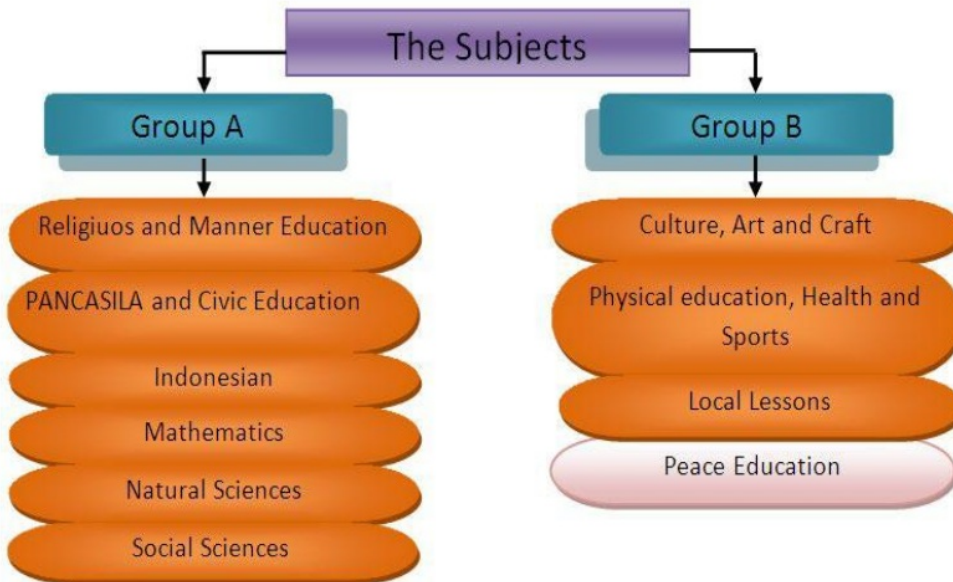 The Subjects
Group A
Religiuos and Manner Education
PANCASILA and Civic Education
Indonesian
Mathematics
Natural Sciences
Social Sciences
Group B
Culture, Art and Craft
Physical education, Health and
Sports
Local Lessons
Peace Education